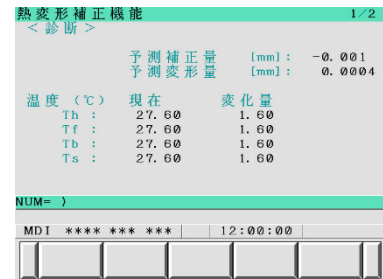 熱変形補正機能 1/2
<診断>
予測補正量 [mm]: -0.001
予測変形量 [mm]: 0.0004
温度 (℃) 現在 変化量
Th : 27.60 1.60
Tf : 27.60 1.60
Tb : 27.60 1.60
Ts : 27.60 1.60
NUM= )
MDI **** *** *** 12:00:00